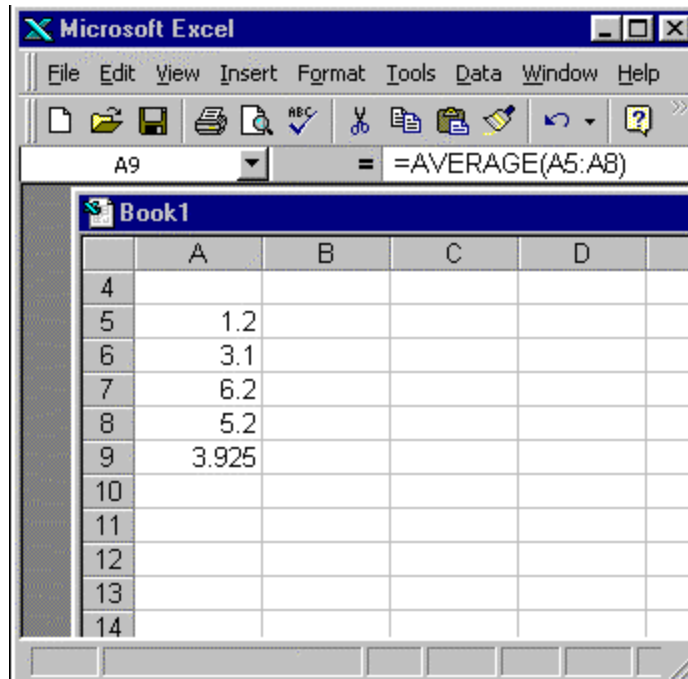 Microsoft Excel
File Edit View Insert Format Tools Data Window Help
ABC
A9 = =AVERAGE(A5:A8)
Book1
A B C D
4
5 1.2
6 3.1
7 6.2
8 5.2
9 3.925
10
11
12
13
14